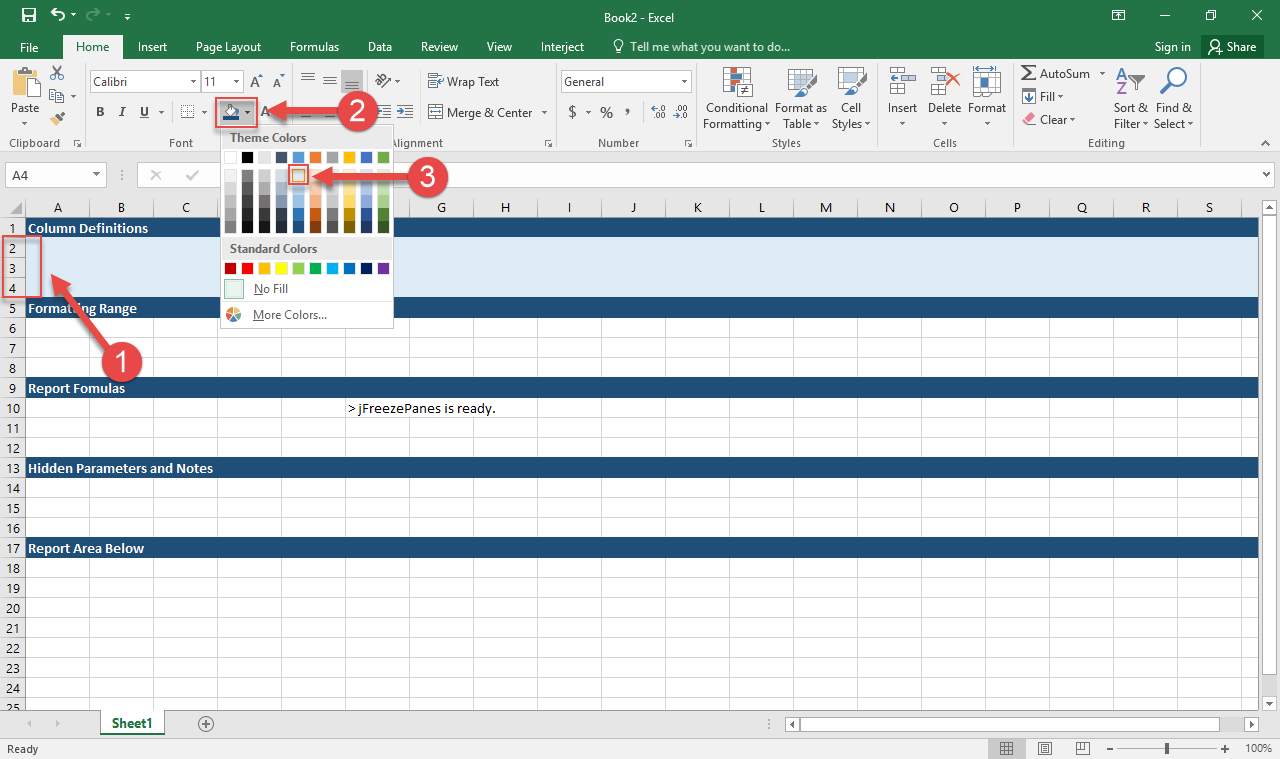 Book2 - Excel
File Home Insert Page Layout Formulas Data Review View Interject Tell me what you want to do... Sign in Share
Calibri 11 Wrap Text General AutoSum
Paste Conditional Format as Cell Insert Delete Format Fill Sort & Find &
B I U A Merge & Center $ % , Formatting Table Styles Clear Filter Select
2
Clipboard Font Alignment Number Styles Cells Editing
Theme Colors
A4
3
A B C G H I J K L M N O P Q R S
1 Column Definitions
2
Standard Colors
3
4
No Fill
5 Formatting Range
More Colors...
6
7
1
8
9 Report Fomulas
10 > jFreezePanes is ready.
11
12
13 Hidden Parameters and Notes
14
15
16
17 Report Area Below
18
19
20
21
22
23
24
25
Sheet1
Ready 100%